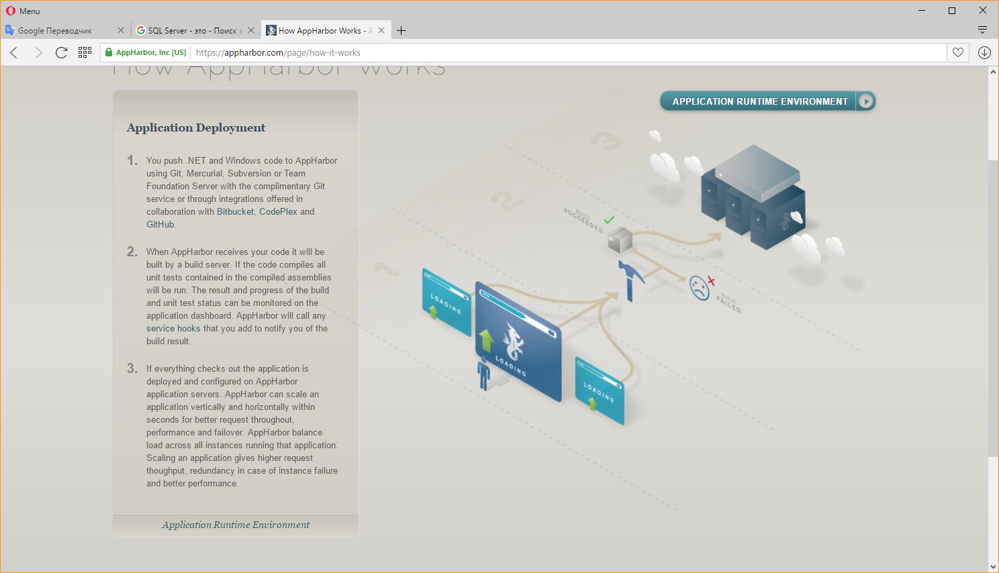 Menu
Google Переводчик
SQL Server - это - Поиск в
How AppHarbor Works - A
AppHarbor, Inc [US]
https://appharbor.com/page/how-it-works
How AppHarbor Works
APPLICATION RUNTIME ENVIRONMENT
Application Deployment
1. You push .NET and Windows code to AppHarbor
using Git, Mercurial, Subversion or Team
Foundation Server with the complimentary Git
service or through integrations offered in
collaboration with Bitbucket, CodePlex and
GitHub.
2. When AppHarbor receives your code it will be
built by a build server. If the code compiles all
unit tests contained in the compiled assemblies
will be run. The result and progress of the build
and unit test status can be monitored on the
application dashboard. AppHarbor will call any
service hooks that you add to notify you of the
build result.
3. If everything checks out the application is
deployed and configured on AppHarbor
application servers. AppHarbor can scale an
application vertically and horizontally within
seconds for better request throughout,
performance and failover. AppHarbor balance
load across all instances running that application.
Scaling an application gives higher request
thoughput, redundancy in case of instance failure
and better performance.
Application Runtime Environment
3
2
1
BUILD
SUCCEEDED
BUILD
FAILED
LOADING
LOADING
LOADING